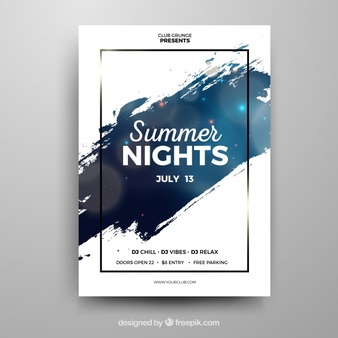 CLUB GRUNGE
PRESENTS
Summer
NIGHTS
JULY 13
DJ CHILL • DJ VIBES • DJ RELAX
DOORS OPEN 22 • $5 ENTRY • FREE PARKING
WWW.YOURCLUB.COM
designed by freepik.com